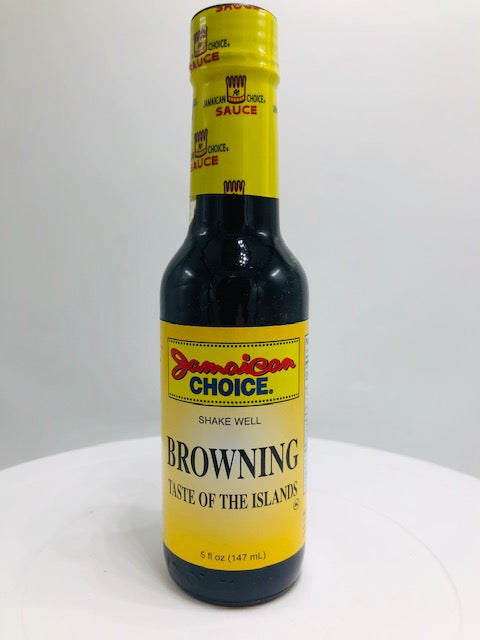 SAUCE
CHOICE®
SAUCE
JAMAICAN CHOICE®
SAUCE
CHOICE®
SAUCE
Jamaican
CHOICE®
SHAKE WELL
BROWNING
TASTE OF THE ISLANDS
5 fl oz (147 mL)